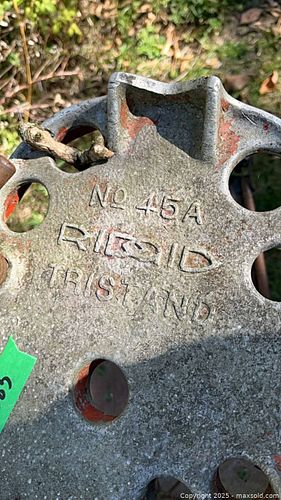 No 45A
RIDGID
TRISTAND
Copyright © 2025 - maxsold.com